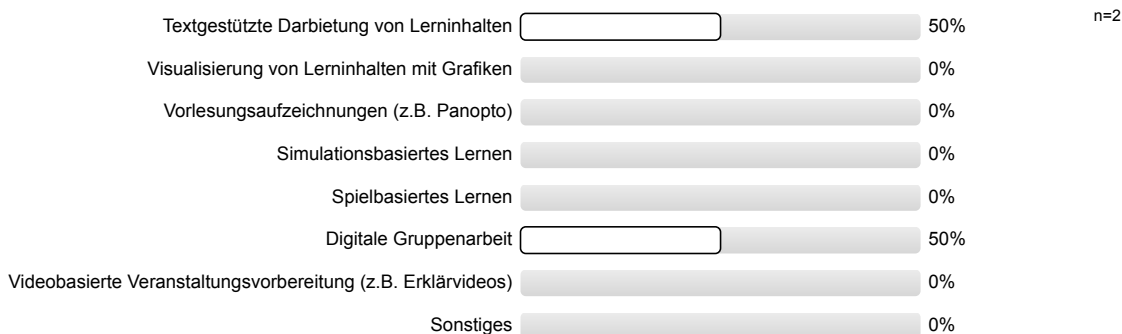 Textgestützte Darbietung von Lerninhalten 50% n=2
Visualisierung von Lerninhalten mit Grafiken 0%
Vorlesungsaufzeichnungen (z.B. Panopto) 0%
Simulationsbasiertes Lernen 0%
Spielbasiertes Lernen 0%
Digitale Gruppenarbeit 50%
Videobasierte Veranstaltungsvorbereitung (z.B. Erklärvideos) 0%
Sonstiges 0%